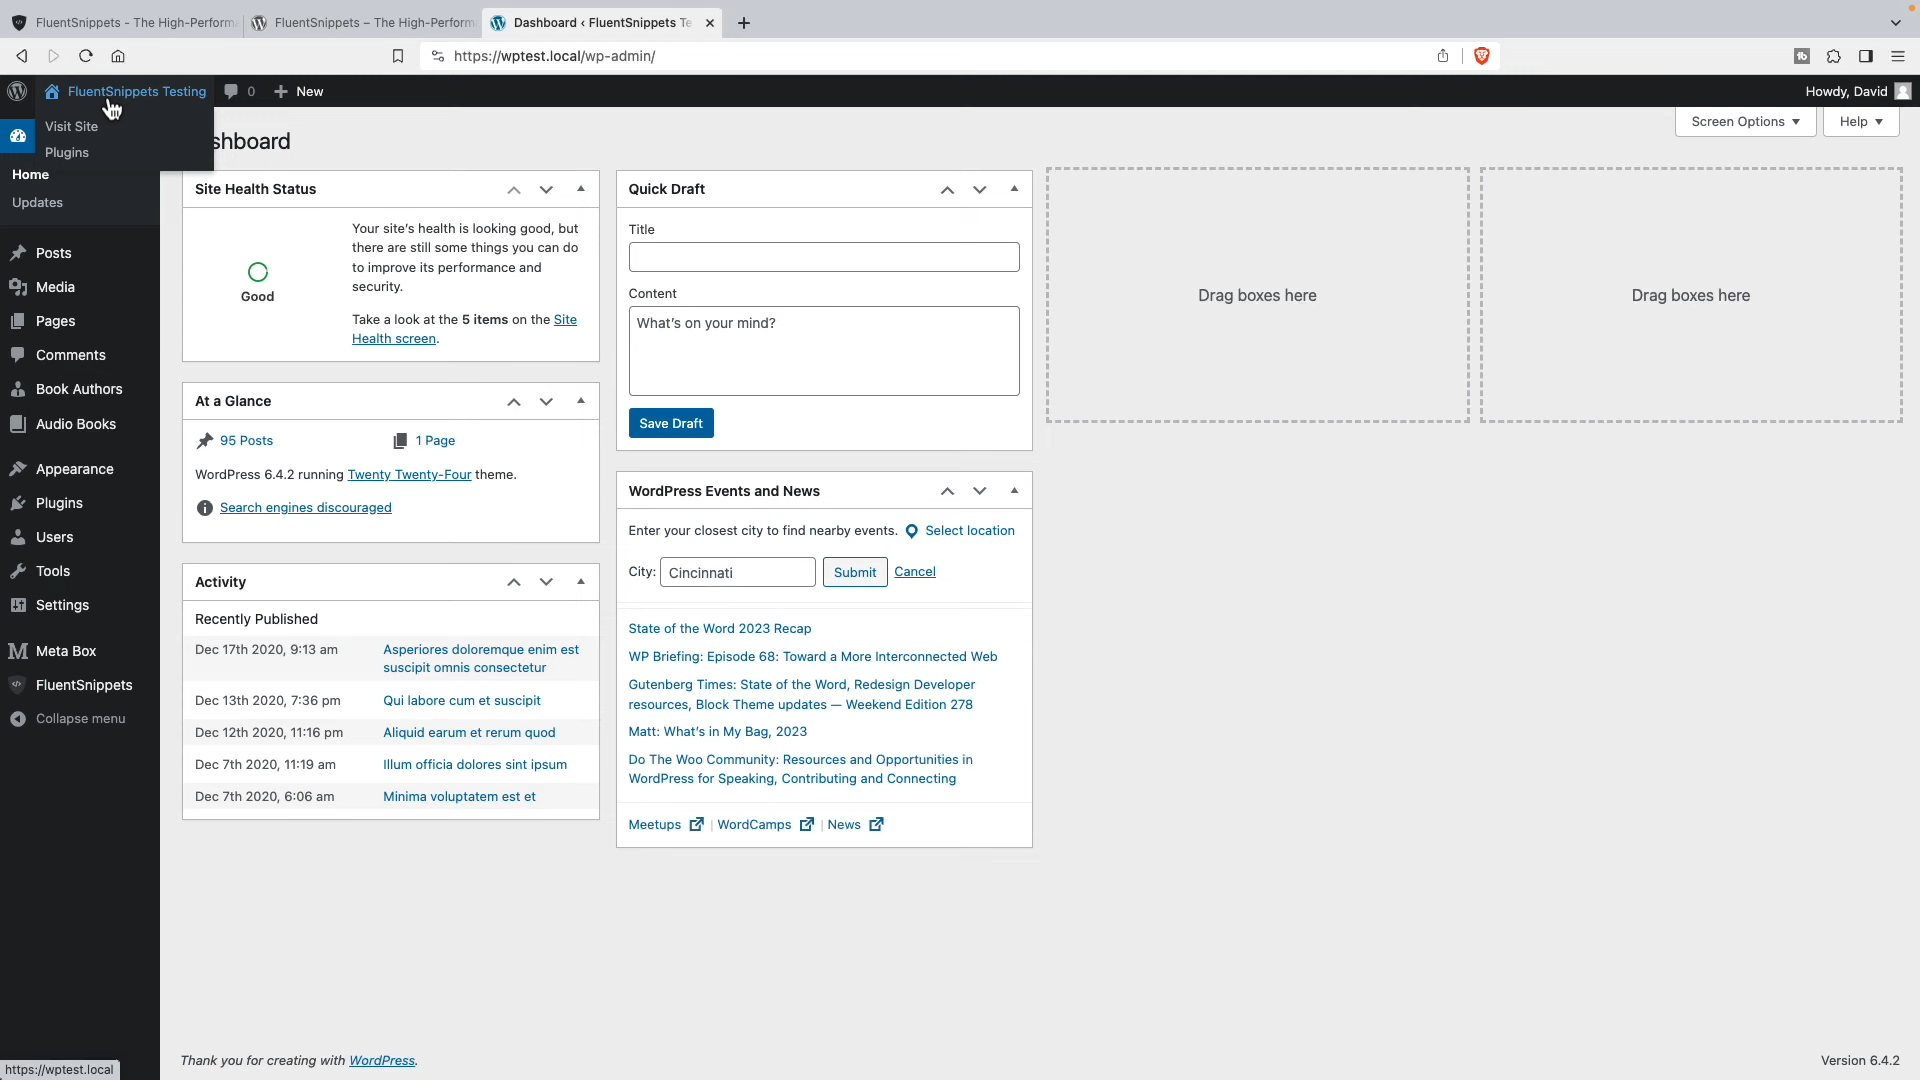 FluentSnippets - The High-Perform
FluentSnippets – The High-Perform
Dashboard ‹ FluentSnippets Te
https://wptest.local/wp-admin/
FluentSnippets Testing
0
New
Howdy, David
Visit Site
Plugins
shboard
Screen Options
Help
Home
Updates
Posts
Media
Pages
Comments
Book Authors
Audio Books
Appearance
Plugins
Users
Tools
Settings
Meta Box
FluentSnippets
Collapse menu
Site Health Status
Good
Your site's health is looking good, but
there are still some things you can do
to improve its performance and
security.
Take a look at the 5 items on the Site
Health screen.
At a Glance
95 Posts
1 Page
WordPress 6.4.2 running Twenty Twenty-Four theme.
Search engines discouraged
Activity
Recently Published
Dec 17th 2020, 9:13 am
Asperiores doloremque enim est
suscipit omnis consectetur
Dec 13th 2020, 7:36 pm
Qui labore cum et suscipit
Dec 12th 2020, 11:16 pm
Aliquid earum et rerum quod
Dec 7th 2020, 11:19 am
Illum officia dolores sint ipsum
Dec 7th 2020, 6:06 am
Minima voluptatem est et
Quick Draft
Title
Content
What's on your mind?
Save Draft
WordPress Events and News
Enter your closest city to find nearby events. Select location
City: Cincinnati Submit Cancel
State of the Word 2023 Recap
WP Briefing: Episode 68: Toward a More Interconnected Web
Gutenberg Times: State of the Word, Redesign Developer
resources, Block Theme updates — Weekend Edition 278
Matt: What's in My Bag, 2023
Do The Woo Community: Resources and Opportunities in
WordPress for Speaking, Contributing and Connecting
Meetups | WordCamps | News
Drag boxes here
Drag boxes here
Thank you for creating with WordPress.
Version 6.4.2
https://wptest.local